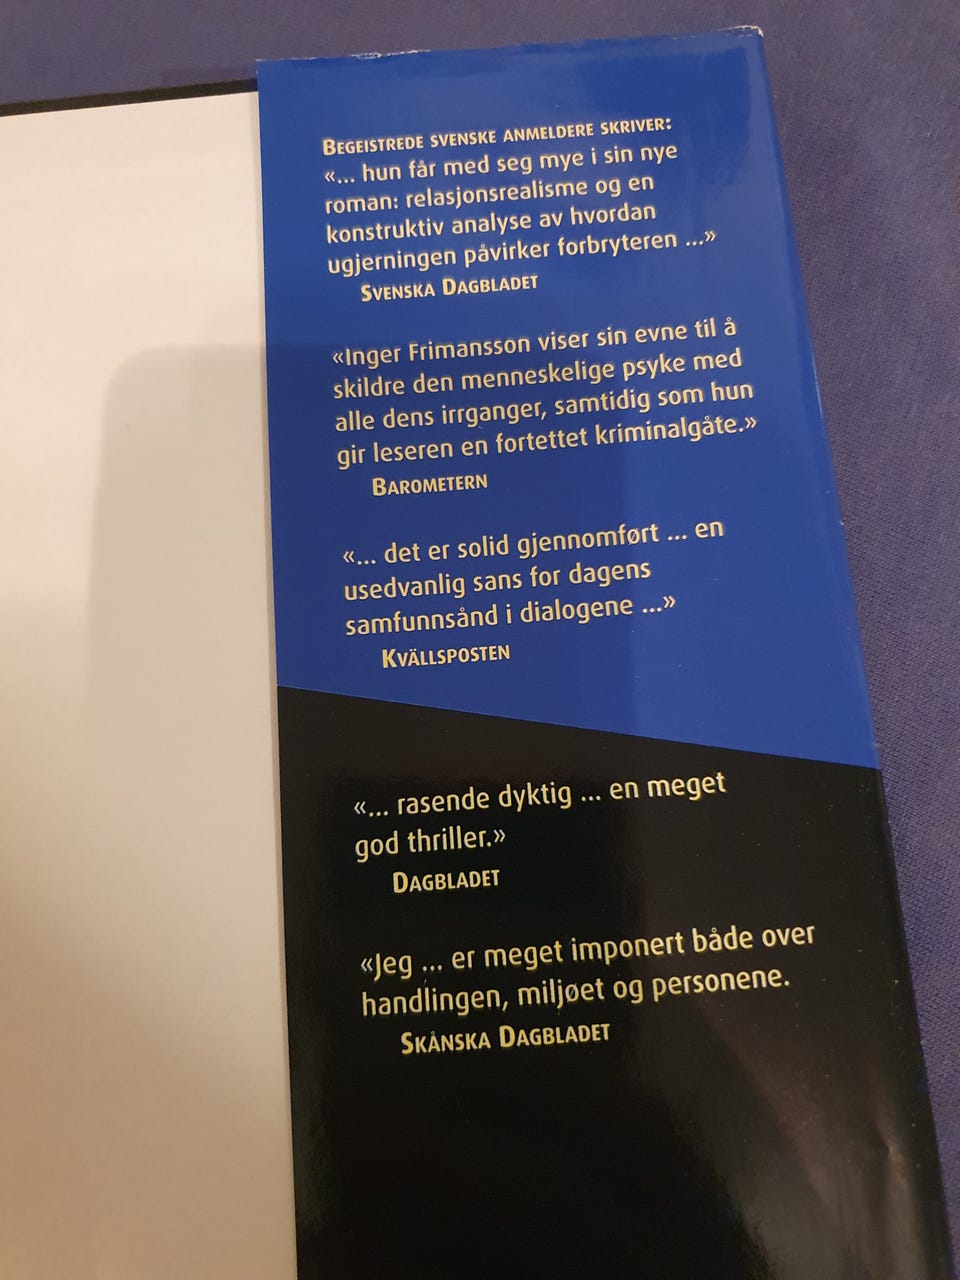 BEGEISTREDE SVENSKE ANMELDERE SKRIVER:
«... hun får med seg mye i sin nye
roman: relasjonsrealisme og en
konstruktiv analyse av hvordan
ugjerningen påvirker forbryteren ...»
SVENSKA DAGBLADET
«Inger Frimansson viser sin evne til å
skildre den menneskelige psyke med
alle dens irrganger, samtidig som hun
gir leseren en fortettet kriminalgåte.»
BAROMETERN
«... det er solid gjennomført ... en
usedvanlig sans for dagens
samfunnsånd i dialogene ...»
KVÄLLSPOSTEN
«... rasende dyktig ... en meget
god thriller.»
DAGBLADET
«Jeg ... er meget imponert både over
handlingen, miljøet og personene.
SKÅNSKA DAGBLADET